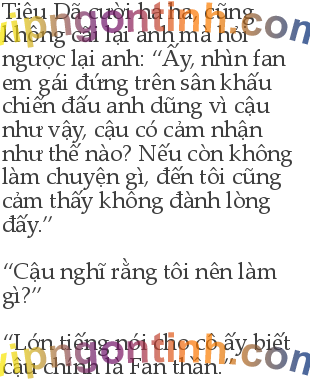 Tiêu Dã cười ha ha, cũng
không cãi lại anh mà hỏi
ngược lại anh: “Ấy, nhìn fan
em gái đứng trên sân khấu
chiến đấu anh dũng vì cậu
như vậy, cậu có cảm nhận
như thế nào? Nếu còn không
làm chuyện gì, đến tôi cũng
cảm thấy không đành lòng
đấy.”
“Cậu nghĩ rằng tôi nên làm
gì?”
“Lớn tiếng nói cho cô ấy biết
cậu chính là Fan thần.”
vipngontinh.com
vipngontinh.com